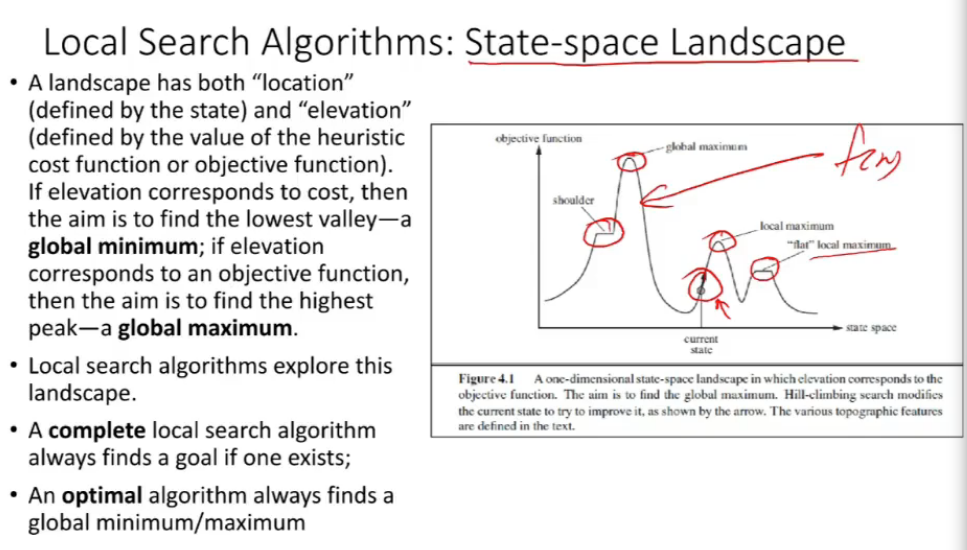 Local Search Algorithms: State-space Landscape
• A landscape has both “location”
(defined by the state) and “elevation”
(defined by the value of the heuristic
cost function or objective function).
If elevation corresponds to cost, then
the aim is to find the lowest valley—a
global minimum; if elevation
corresponds to an objective function,
then the aim is to find the highest
peak—a global maximum.
• Local search algorithms explore this
landscape.
• A complete local search algorithm
always finds a goal if one exists;
• An optimal algorithm always finds a
global minimum/maximum
objective function
global maximum
shoulder
local maximum
“flat” local maximum
state space
current
state
Figure 4.1 A one-dimensional state-space landscape in which elevation corresponds to the
objective function. The aim is to find the global maximum. Hill-climbing search modifies
the current state to try to improve it, as shown by the arrow. The various topographic features
are defined in the text.